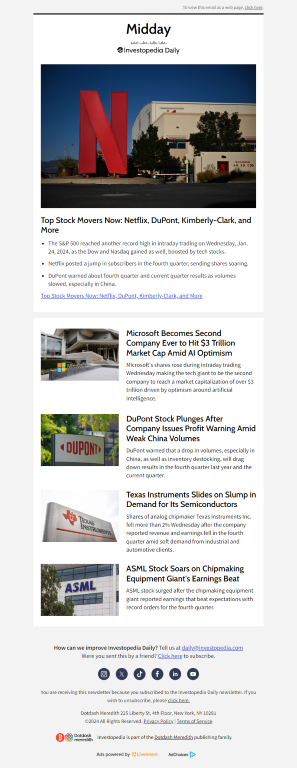 To view this email as a web page, click here.
Midday
Investopedia Daily
N
Top Stock Movers Now: Netflix, DuPont, Kimberly-Clark, and
More
• The S&P 500 reached another record high in intraday trading on Wednesday, Jan.
24, 2024, as the Dow and Nasdaq gained as well, boosted by tech stocks.
• Netflix posted a jump in subscribers in the fourth quarter, sending shares soaring.
• DuPont warned about fourth quarter and current quarter results as volumes
slowed, especially in China.
Top Stock Movers Now: Netflix, DuPont, Kimberly-Clark, and More
Microsoft Becomes Second
Company Ever to Hit $3 Trillion
Market Cap Amid AI Optimism
Microsoft's shares rose during intraday trading
Wednesday making the tech giant to be the second
company to reach a market capitalization of over $3
trillion driven by optimism around artificial
intelligence.
DUPONT
DuPont Stock Plunges After
Company Issues Profit Warning Amid
Weak China Volumes
DuPont warned that a drop in volumes, especially in
China, as well as inventory destocking, will drag
down results in the fourth quarter last year and the
current quarter.
Texas Instruments
Texas Instruments Slides on Slump in
Demand for Its Semiconductors
Shares of analog chipmaker Texas Instruments Inc.
fell more than 2% Wednesday after the company
reported revenue and earnings fell in the fourth
quarter amid soft demand from industrial and
automotive clients.
ASML
ASML Stock Soars on Chipmaking
Equipment Giant's Earnings Beat
ASML stock surged after the chipmaking equipment
giant reported earnings that beat expectations with
record orders for the fourth quarter.
How can we improve Investopedia Daily? Tell us at daily@investopedia.com
Were you sent this by a friend? Click here to subscribe.
You are receiving this newsletter because you subscribed to the Investopedia Daily newsletter. If you
wish to unsubscribe, please click here.
Dotdash Meredith 225 Liberty St, 4th Floor, New York, NY 10281
©2024 All Rights Reserved. Privacy Policy | Terms of Service
Dotdash meredith Investopedia is part of the Dotdash Meredith publishing family.
Ads powered by LiveIntent AdChoices